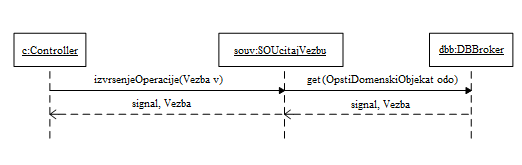 c:Controller
souv:SOUcitajVezbu
dbb:DBBroker
izvrsenjeOperacije(Vezba v)
get(OpstiDomenskiObjekat odo)
signal, Vezba
signal, Vezba